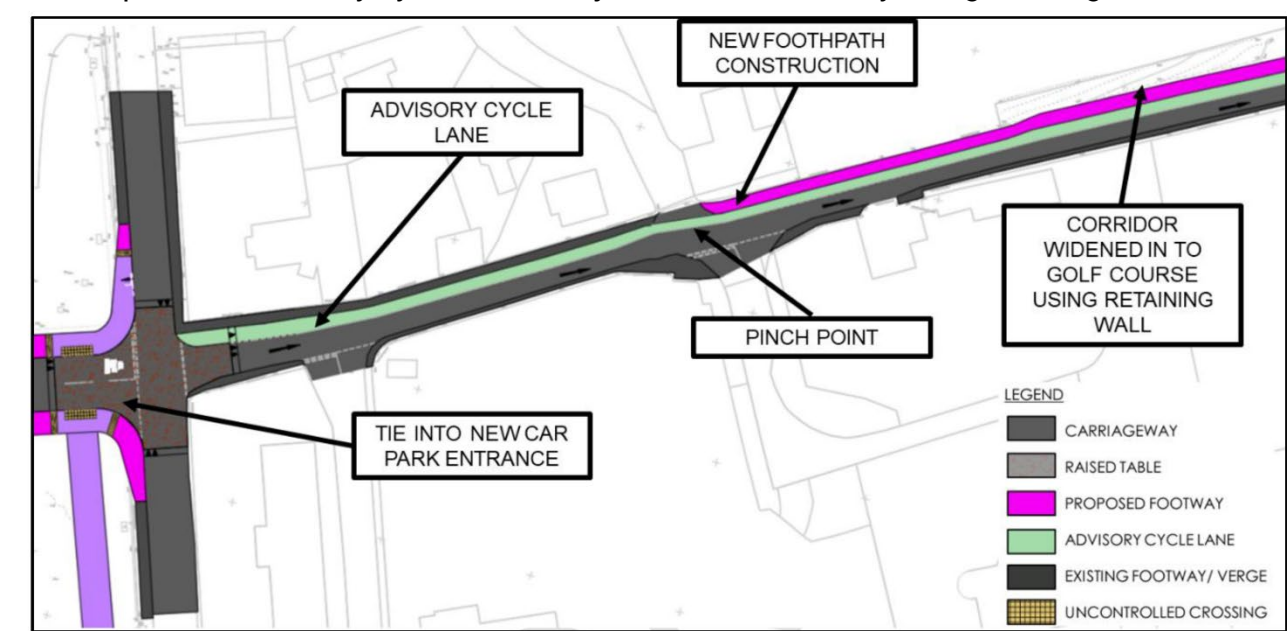 NEW FOOTHPATH
CONSTRUCTION
ADVISORY CYCLE
LANE
CORRIDOR
WIDENED IN TO
GOLF COURSE
USING RETAINING
WALL
PINCH POINT
TIE INTO NEW CAR
PARK ENTRANCE
LEGEND
CARRIAGEWAY
RAISED TABLE
PROPOSED FOOTWAY
ADVISORY CYCLE LANE
EXISTING FOOTWAY/ VERGE
UNCONTROLLED CROSSING